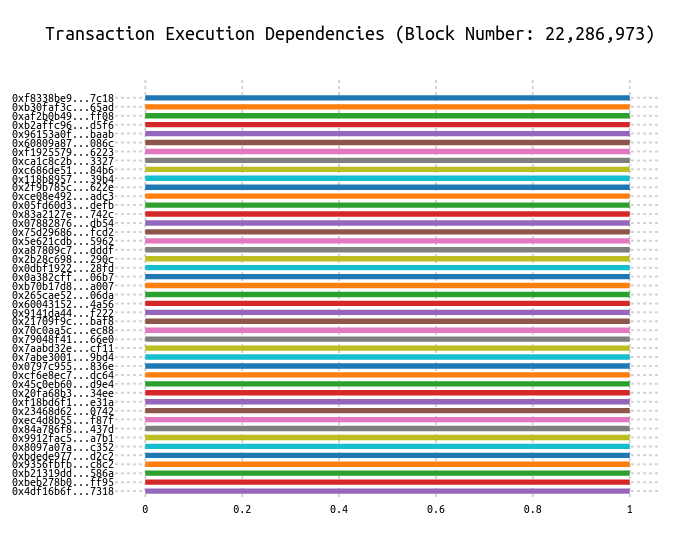 Transaction Execution Dependencies (Block Number: 22,286,973)
0xf8338be9...7c18
0xb30faf3c...65ad
0xaf2b0b49...ff08
0xb2affc96...d5f6
0x96153a0f...baab
0x60809a87...086c
0xf1925579...6223
0xca1c8c2b...3327
0xc686de51...84b6
0x118b8957...39b4
0x2f9b785c...622e
0xce08e492...adc3
0x05fd60d3...defb
0x83a2127e...742c
0x07882876...db54
0x75d29686...fcd2
0x5e621cdb...5962
0xa87809c7...dddf
0x2b28c698...290c
0x0dbf1922...28fd
0x0a382cff...06b7
0xb70b17d8...a007
0x265cae52...06da
0x60043152...4a56
0x9141da44...f222
0x21709f9c...baf8
0x70c0aa5c...ec88
0x79048f41...66e0
0x7aabd32e...cf11
0x7abe3001...9bd4
0x0797c955...836e
0xcf6e8ec7...dc64
0x45c0eb60...d9e4
0x20fa68b3...34ee
0xf18bd6f1...e31a
0x23468d62...0742
0xec4d8b55...f87f
0x84a786f8...437d
0x9912fac5...a7b1
0x8097a07a...c352
0xbdede977...d2c2
0x9356fbfb...c8c2
0xb21319dd...586a
0xbeb278b0...ff95
0x4df16b6f...7318
0 0.2 0.4 0.6 0.8 1